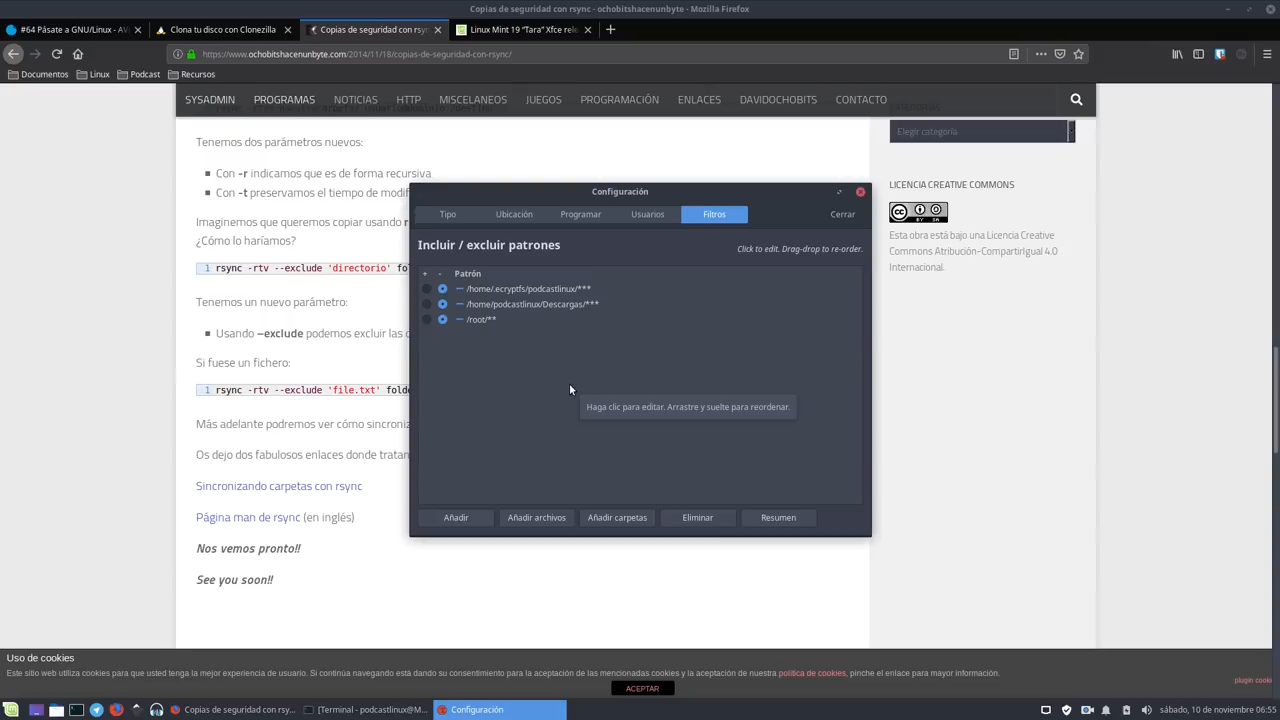 Copias de seguridad con rsync - ochobitshacenunbyte - Mozilla Firefox
#64 Pásate a GNU/Linux - AV
Clona tu disco con Clonezilla
Copias de seguridad con rsyn
Linux Mint 19 “Tara” Xfce rele
https://www.ochobitshacenunbyte.com/2014/11/18/copias-de-seguridad-con-rsync/
Documentos
Linux
Podcast
Recursos
SYSADMIN PROGRAMAS NOTICIAS HTTP MISCELANEOS JUEGOS PROGRAMACIÓN ENLACES DAVIDOCHOBITS CONTACTO
CATEGORÍAS
Elegir categoría
Tenemos dos parámetros nuevos:
Con -r indicamos que es de forma recursiva
Con -t preservamos el tiempo de modif
Imaginemos que queremos copiar usando r
¿Cómo lo haríamos?
1 rsync -rtv --exclude 'directorio' fol
Tenemos un nuevo parámetro:
Usando –exclude podemos excluir las c
Si fuese un fichero:
1 rsync -rtv --exclude 'file.txt' folde
Más adelante podremos ver cómo sincroniz
Os dejo dos fabulosos enlaces donde tratan
Sincronizando carpetas con rsync
Página man de rsync (en inglés)
Nos vemos pronto!!
See you soon!!
LICENCIA CREATIVE COMMONS
cc BY SA
Esta obra está bajo una Licencia Creative
Commons Atribución-CompartirIgual 4.0
Internacional.
Configuración
Tipo Ubicación Programar Usuarios Filtros Cerrar
Incluir / excluir patrones
Click to edit. Drag-drop to re-order.
+ - Patrón
/home/.ecryptfs/podcastlinux/***
/home/podcastlinux/Descargas/***
/root/**
Haga clic para editar. Arrastre y suelte para reordenar.
Añadir Añadir archivos Añadir carpetas Eliminar Resumen
Uso de cookies
Este sitio web utiliza cookies para que usted tenga la mejor experiencia de usuario. Si continúa navegando está dando su consentimiento para la aceptación de las mencionadas cookies y la aceptación de nuestra política de cookies, pinche el enlace para mayor información.
plugin cooki
ACEPTAR
Copias de seguridad con rsy...
[Terminal - podcastlinux@M...
Configuración
sábado, 10 de noviembre 06:55